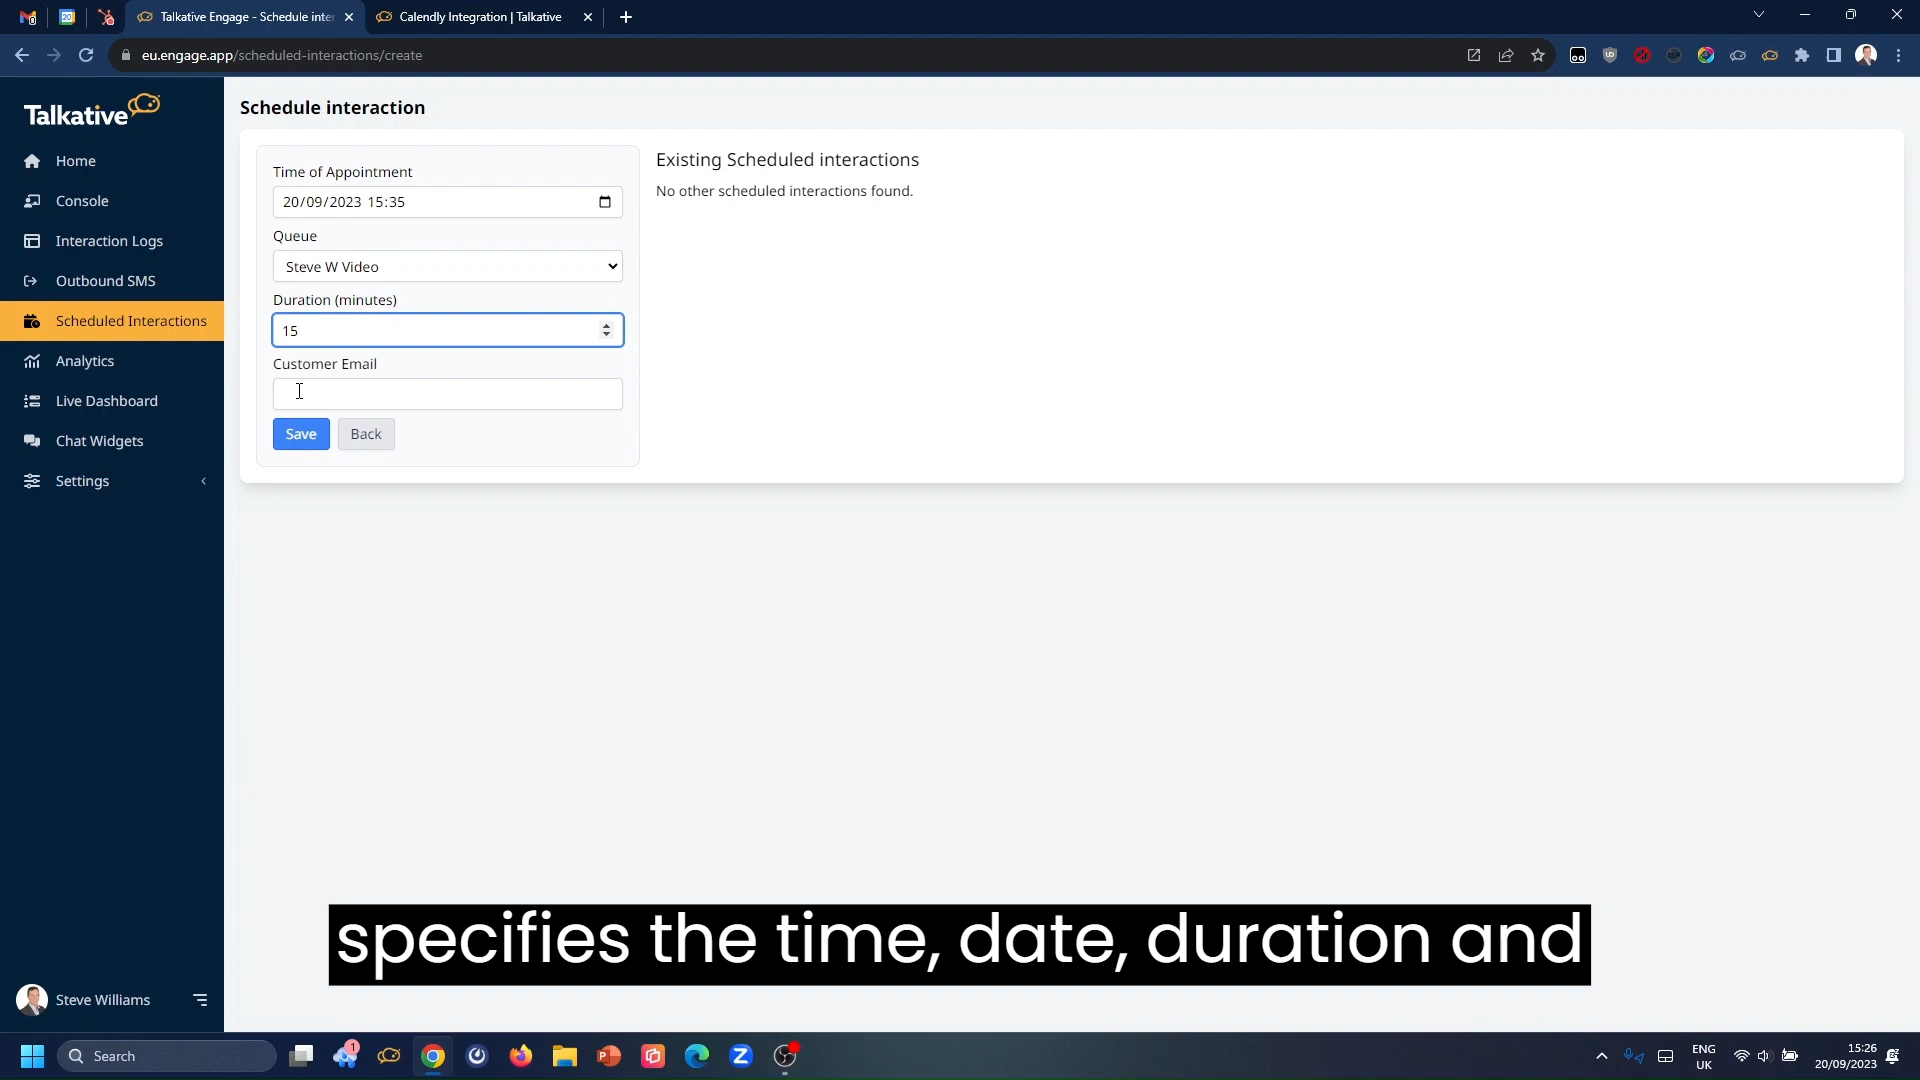 Talkative Engage - Schedule inter
Calendly Integration | Talkative
eu.engage.app/scheduled-interactions/create
Talkative
Home
Console
Interaction Logs
Outbound SMS
Scheduled Interactions
Analytics
Live Dashboard
Chat Widgets
Settings
Steve Williams
Schedule interaction
Time of Appointment
20/09/2023 15:35
Queue
Steve W Video
Duration (minutes)
15
Customer Email
Save
Back
Existing Scheduled interactions
No other scheduled interactions found.
specifies the time, date, duration and
Search
1
ENG
UK
15:26
20/09/2023